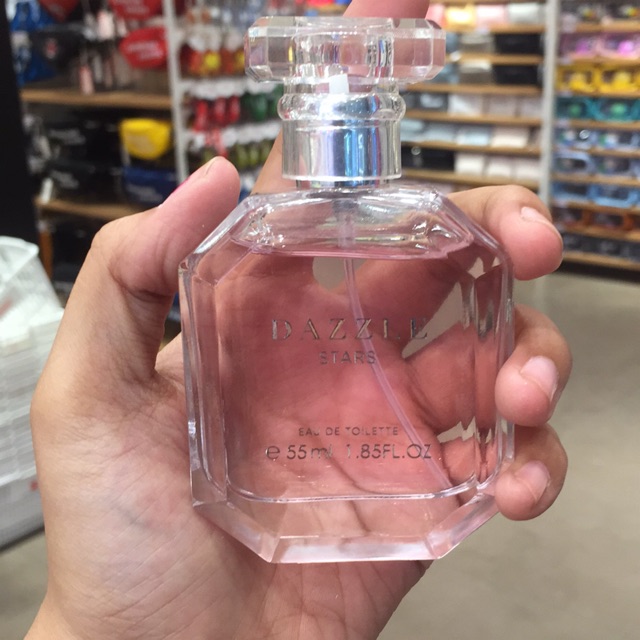 DAZZLE
STARS
EAU DE TOILETTE
e 55ml 1.85FL.OZ